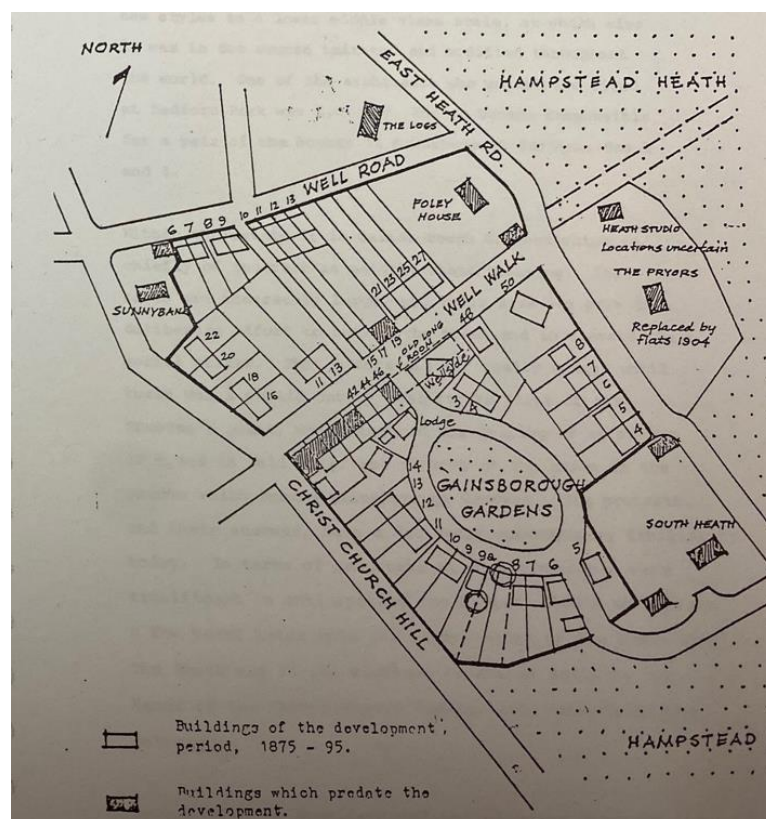 NORTH
EAST HEATH RD.
HAMPSTEAD HEATH
THE LOGS
WELL ROAD
6 7 8 9 10 11 12 13
FOLEY
HOUSE
HEATH STUDIO
Locations uncertain
THE PRYORS
Replaced by
flats 1904
SUNNYBANK
21 23 25 27
WELL WALK
50
48
22
20
18
16
11 13
15 17 19
OLD LONG
ROOM
Wellside
42 44 46
3 4
8
7
6
5
4
Lodge
14
13
12
11
10
9 9a 8 7 6 5
GAINSBOROUGH
GARDENS
SOUTH HEATH
CHRIST CHURCH HILL
HAMPSTEAD
Buildings of the development
period, 1875 - 95.
Buildings which predate the
development.